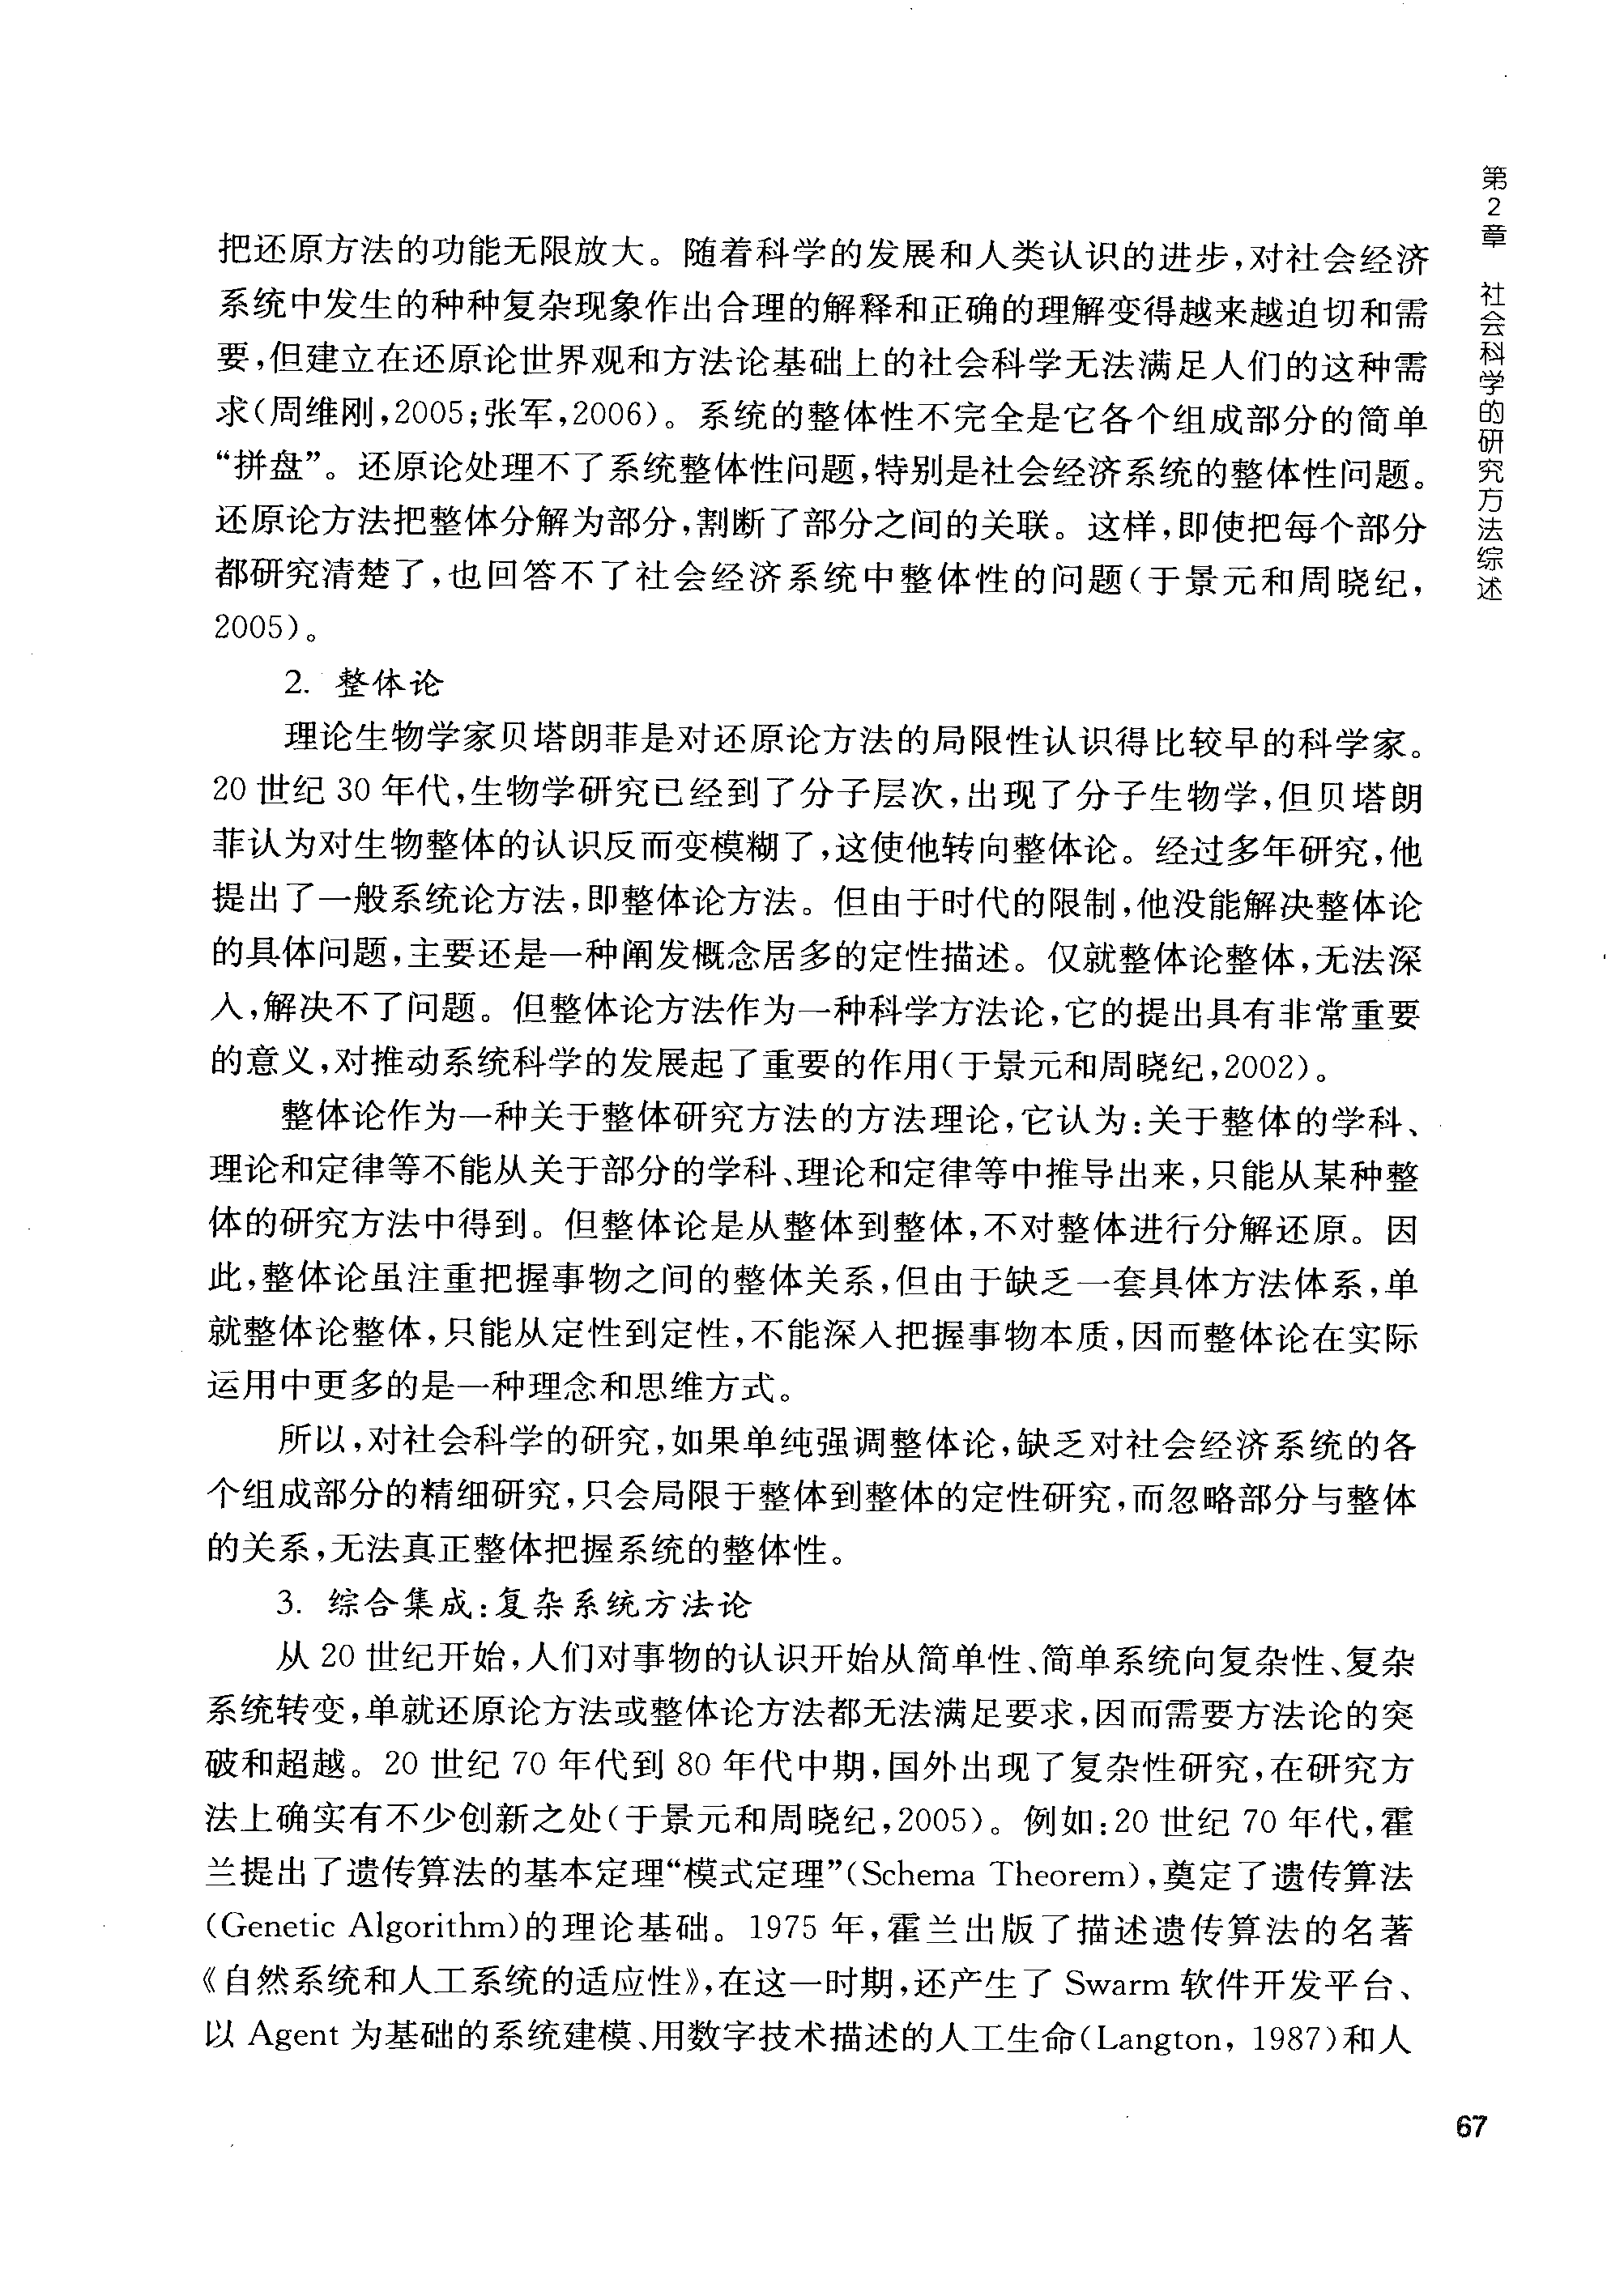 第2章 社会科学的研究方法综述
把还原方法的功能无限放大。随着科学的发展和人类认识的进步,对社会经济
系统中发生的种种复杂现象作出合理的解释和正确的理解变得越来越迫切和需
要,但建立在还原论世界观和方法论基础上的社会科学无法满足人们的这种需
求(周维刚,2005;张军,2006)。系统的整体性不完全是它各个组成部分的简单
“拼盘”。还原论处理不了系统整体性问题,特别是社会经济系统的整体性问题。
还原论方法把整体分解为部分,割断了部分之间的关联。这样,即使把每个部分
都研究清楚了,也回答不了社会经济系统中整体性的问题(于景元和周晓纪,
2005)。
2. 整体论
理论生物学家贝塔朗菲是对还原论方法的局限性认识得比较早的科学家。
20 世纪 30 年代,生物学研究已经到了分子层次,出现了分子生物学,但贝塔朗
菲认为对生物整体的认识反而变模糊了,这使他转向整体论。经过多年研究,他
提出了一般系统论方法,即整体论方法。但由于时代的限制,他没能解决整体论
的具体问题,主要还是一种阐发概念居多的定性描述。仅就整体论整体,无法深
入,解决不了问题。但整体论方法作为一种科学方法论,它的提出具有非常重要
的意义,对推动系统科学的发展起了重要的作用(于景元和周晓纪,2002)。
整体论作为一种关于整体研究方法的方法理论,它认为:关于整体的学科、
理论和定律等不能从关于部分的学科、理论和定律等中推导出来,只能从某种整
体的研究方法中得到。但整体论是从整体到整体,不对整体进行分解还原。因
此,整体论虽注重把握事物之间的整体关系,但由于缺乏一套具体方法体系,单
就整体论整体,只能从定性到定性,不能深入把握事物本质,因而整体论在实际
运用中更多的是一种理念和思维方式。
所以,对社会科学的研究,如果单纯强调整体论,缺乏对社会经济系统的各
个组成部分的精细研究,只会局限于整体到整体的定性研究,而忽略部分与整体
的关系,无法真正整体把握系统的整体性。
3. 综合集成:复杂系统方法论
从 20 世纪开始,人们对事物的认识开始从简单性、简单系统向复杂性、复杂
系统转变,单就还原论方法或整体论方法都无法满足要求,因而需要方法论的突
破和超越。20 世纪 70 年代到 80 年代中期,国外出现了复杂性研究,在研究方
法上确实有不少创新之处(于景元和周晓纪,2005)。例如:20 世纪 70 年代,霍
兰提出了遗传算法的基本定理“模式定理”(Schema Theorem),奠定了遗传算法
(Genetic Algorithm)的理论基础。1975 年,霍兰出版了描述遗传算法的名著
《自然系统和人工系统的适应性》,在这一时期,还产生了 Swarm 软件开发平台、
以 Agent 为基础的系统建模、用数字技术描述的人工生命(Langton, 1987)和人
67